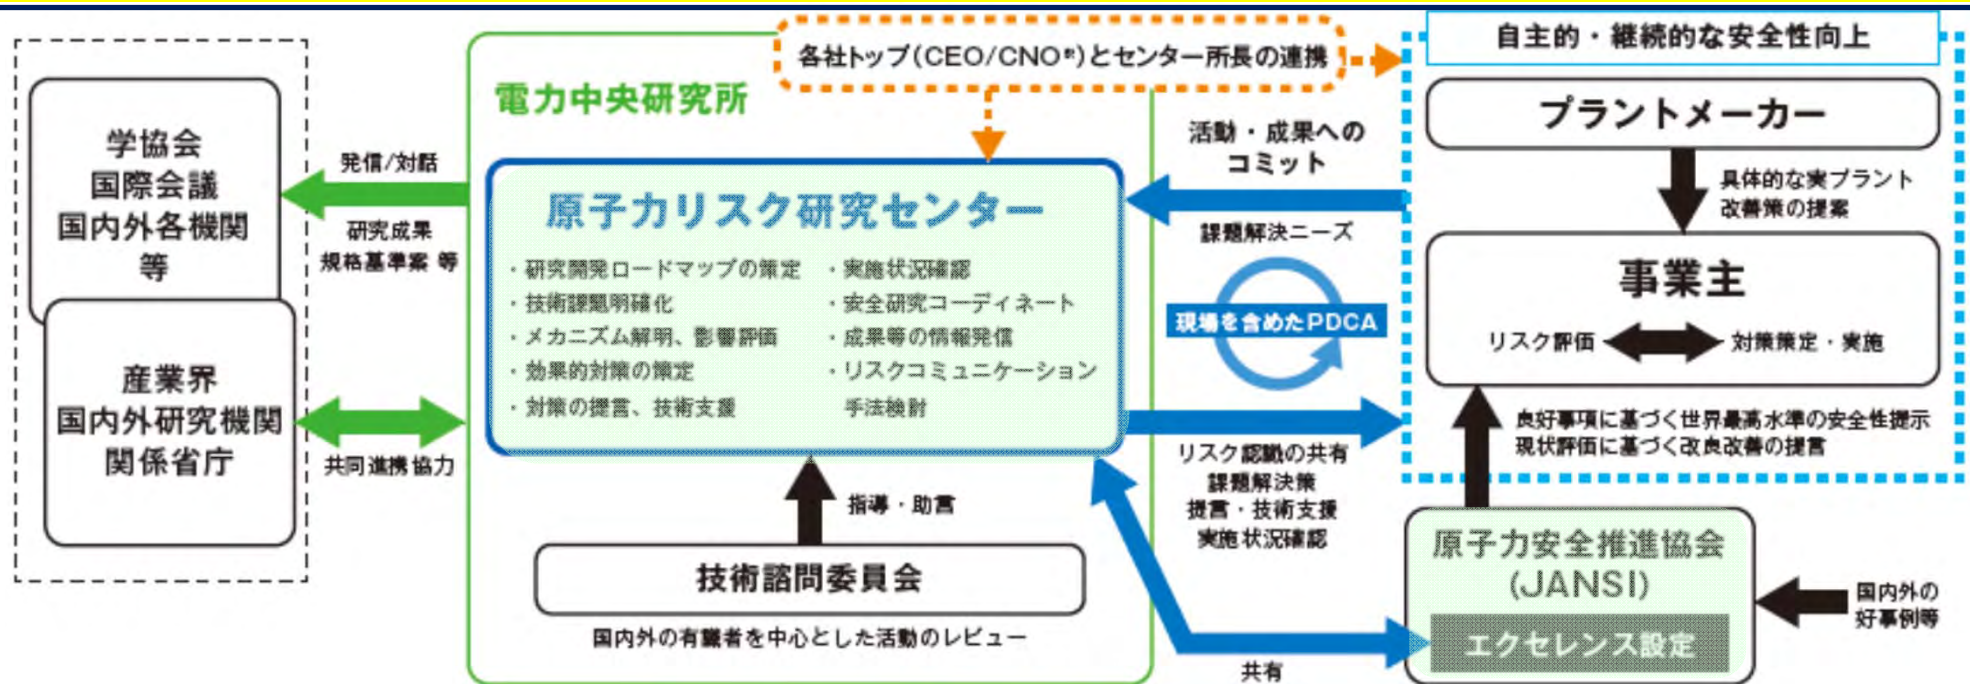 各社トップ(CEO/CNO※)とセンター所長の連携
自主的・継続的な安全性向上
電力中央研究所
プラントメーカー
学協会
国際会議
国内外各機関
等
発信/対話
研究成果
規格基準案 等
活動・成果への
コミット
課題解決ニーズ
具体的な実プラント
改善策の提案
原子力リスク研究センター
・研究開発ロードマップの策定
・技術課題明確化
・メカニズム解明、影響評価
・効果的対策の策定
・対策の提言、技術支援
・実施状況確認
・安全研究コーディネート
・成果等の情報発信
・リスクコミュニケーション
手法検討
現場を含めたPDCA
事業主
リスク評価
対策策定・実施
産業界
国内外研究機関
関係省庁
共同連携協力
リスク認識の共有
課題解決策
提言・技術支援
実施状況確認
良好事項に基づく世界最高水準の安全性提示
現状評価に基づく改良改善の提言
指導・助言
技術諮問委員会
国内外の有識者を中心とした活動のレビュー
共有
原子力安全推進協会
(JANSI)
エクセレンス設定
国内外の
好事例等